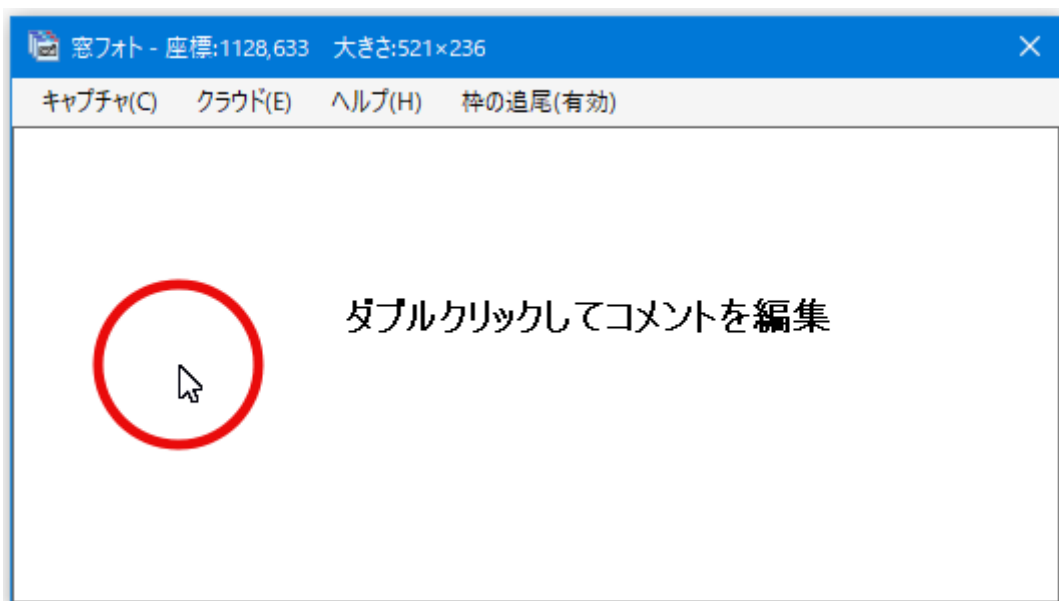 窓フォト - 座標:1128,633 大きさ:521×236
キャプチャ(C) クラウド(E) ヘルプ(H) 枠の追尾(有効)
ダブルクリックしてコメントを編集